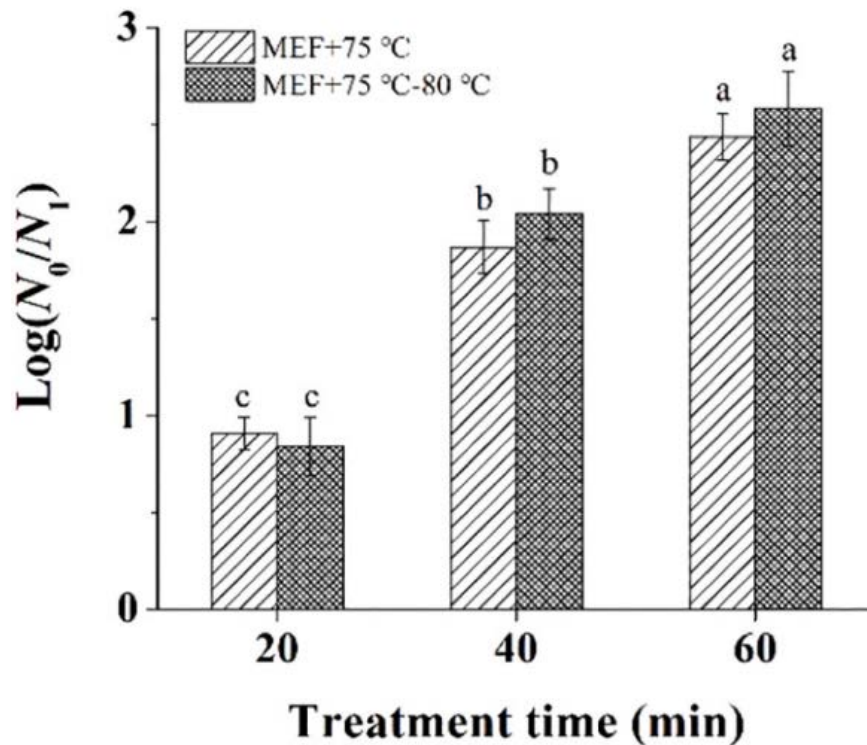 3
MEF+75 °C
MEF+75 °C-80 °C
a
a
2
b
b
Log(N₀/N₁)
1
c
c
0
20 40 60
Treatment time (min)